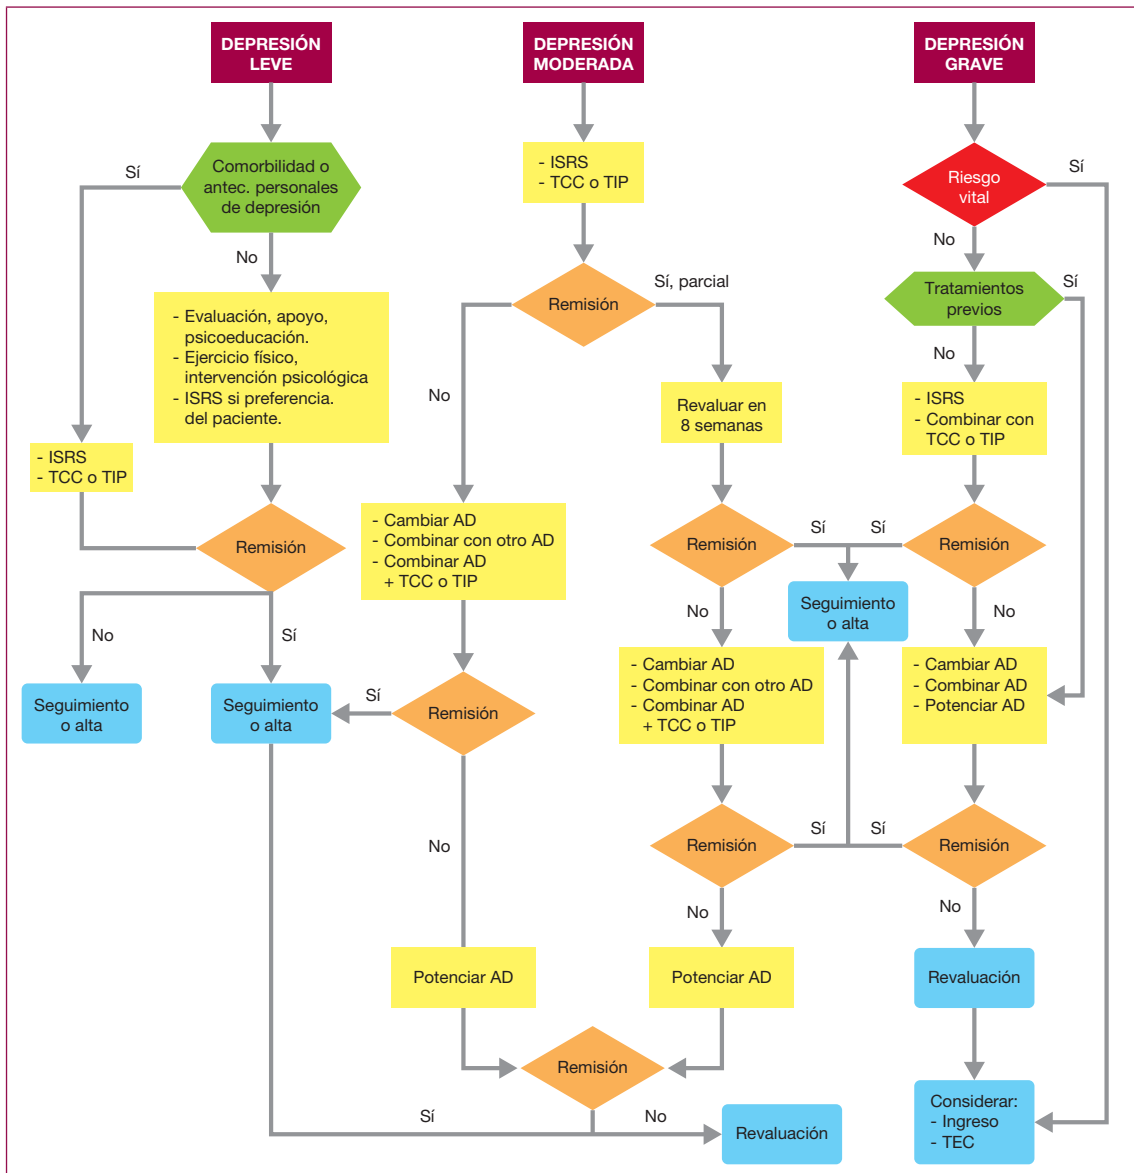 DEPRESIÓN
LEVE
Sí
Comorbilidad o
antec. personales
de depresión
No
- Evaluación, apoyo,
psicoeducación.
- Ejercicio físico,
intervención psicológica
- ISRS si preferencia.
del paciente.
- ISRS
- TCC o TIP
Remisión
No
Sí
Seguimiento
o alta
Seguimiento
o alta
DEPRESIÓN
MODERADA
- ISRS
- TCC o TIP
Remisión
Sí, parcial
No
- Cambiar AD
- Combinar con otro AD
- Combinar AD
+ TCC o TIP
Remisión
Sí
No
Potenciar AD
Revaluar en
8 semanas
Remisión
Sí
No
- Cambiar AD
- Combinar con otro AD
- Combinar AD
+ TCC o TIP
Remisión
Sí
No
Potenciar AD
Remisión
Sí
No
Revaluación
Seguimiento
o alta
DEPRESIÓN
GRAVE
Riesgo
vital
Sí
No
Tratamientos
previos
Sí
No
- ISRS
- Combinar con
TCC o TIP
Remisión
Sí
No
- Cambiar AD
- Combinar AD
- Potenciar AD
Remisión
Sí
No
Revaluación
Considerar:
- Ingreso
- TEC